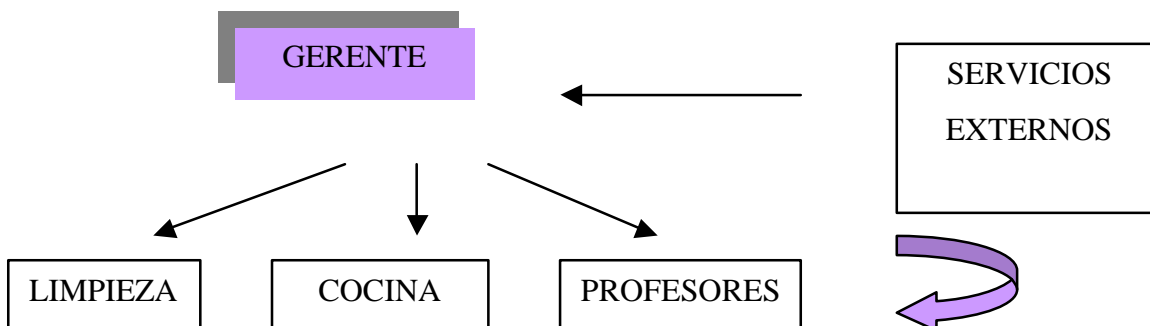 GERENTE
SERVICIOS
EXTERNOS
LIMPIEZA
COCINA
PROFESORES